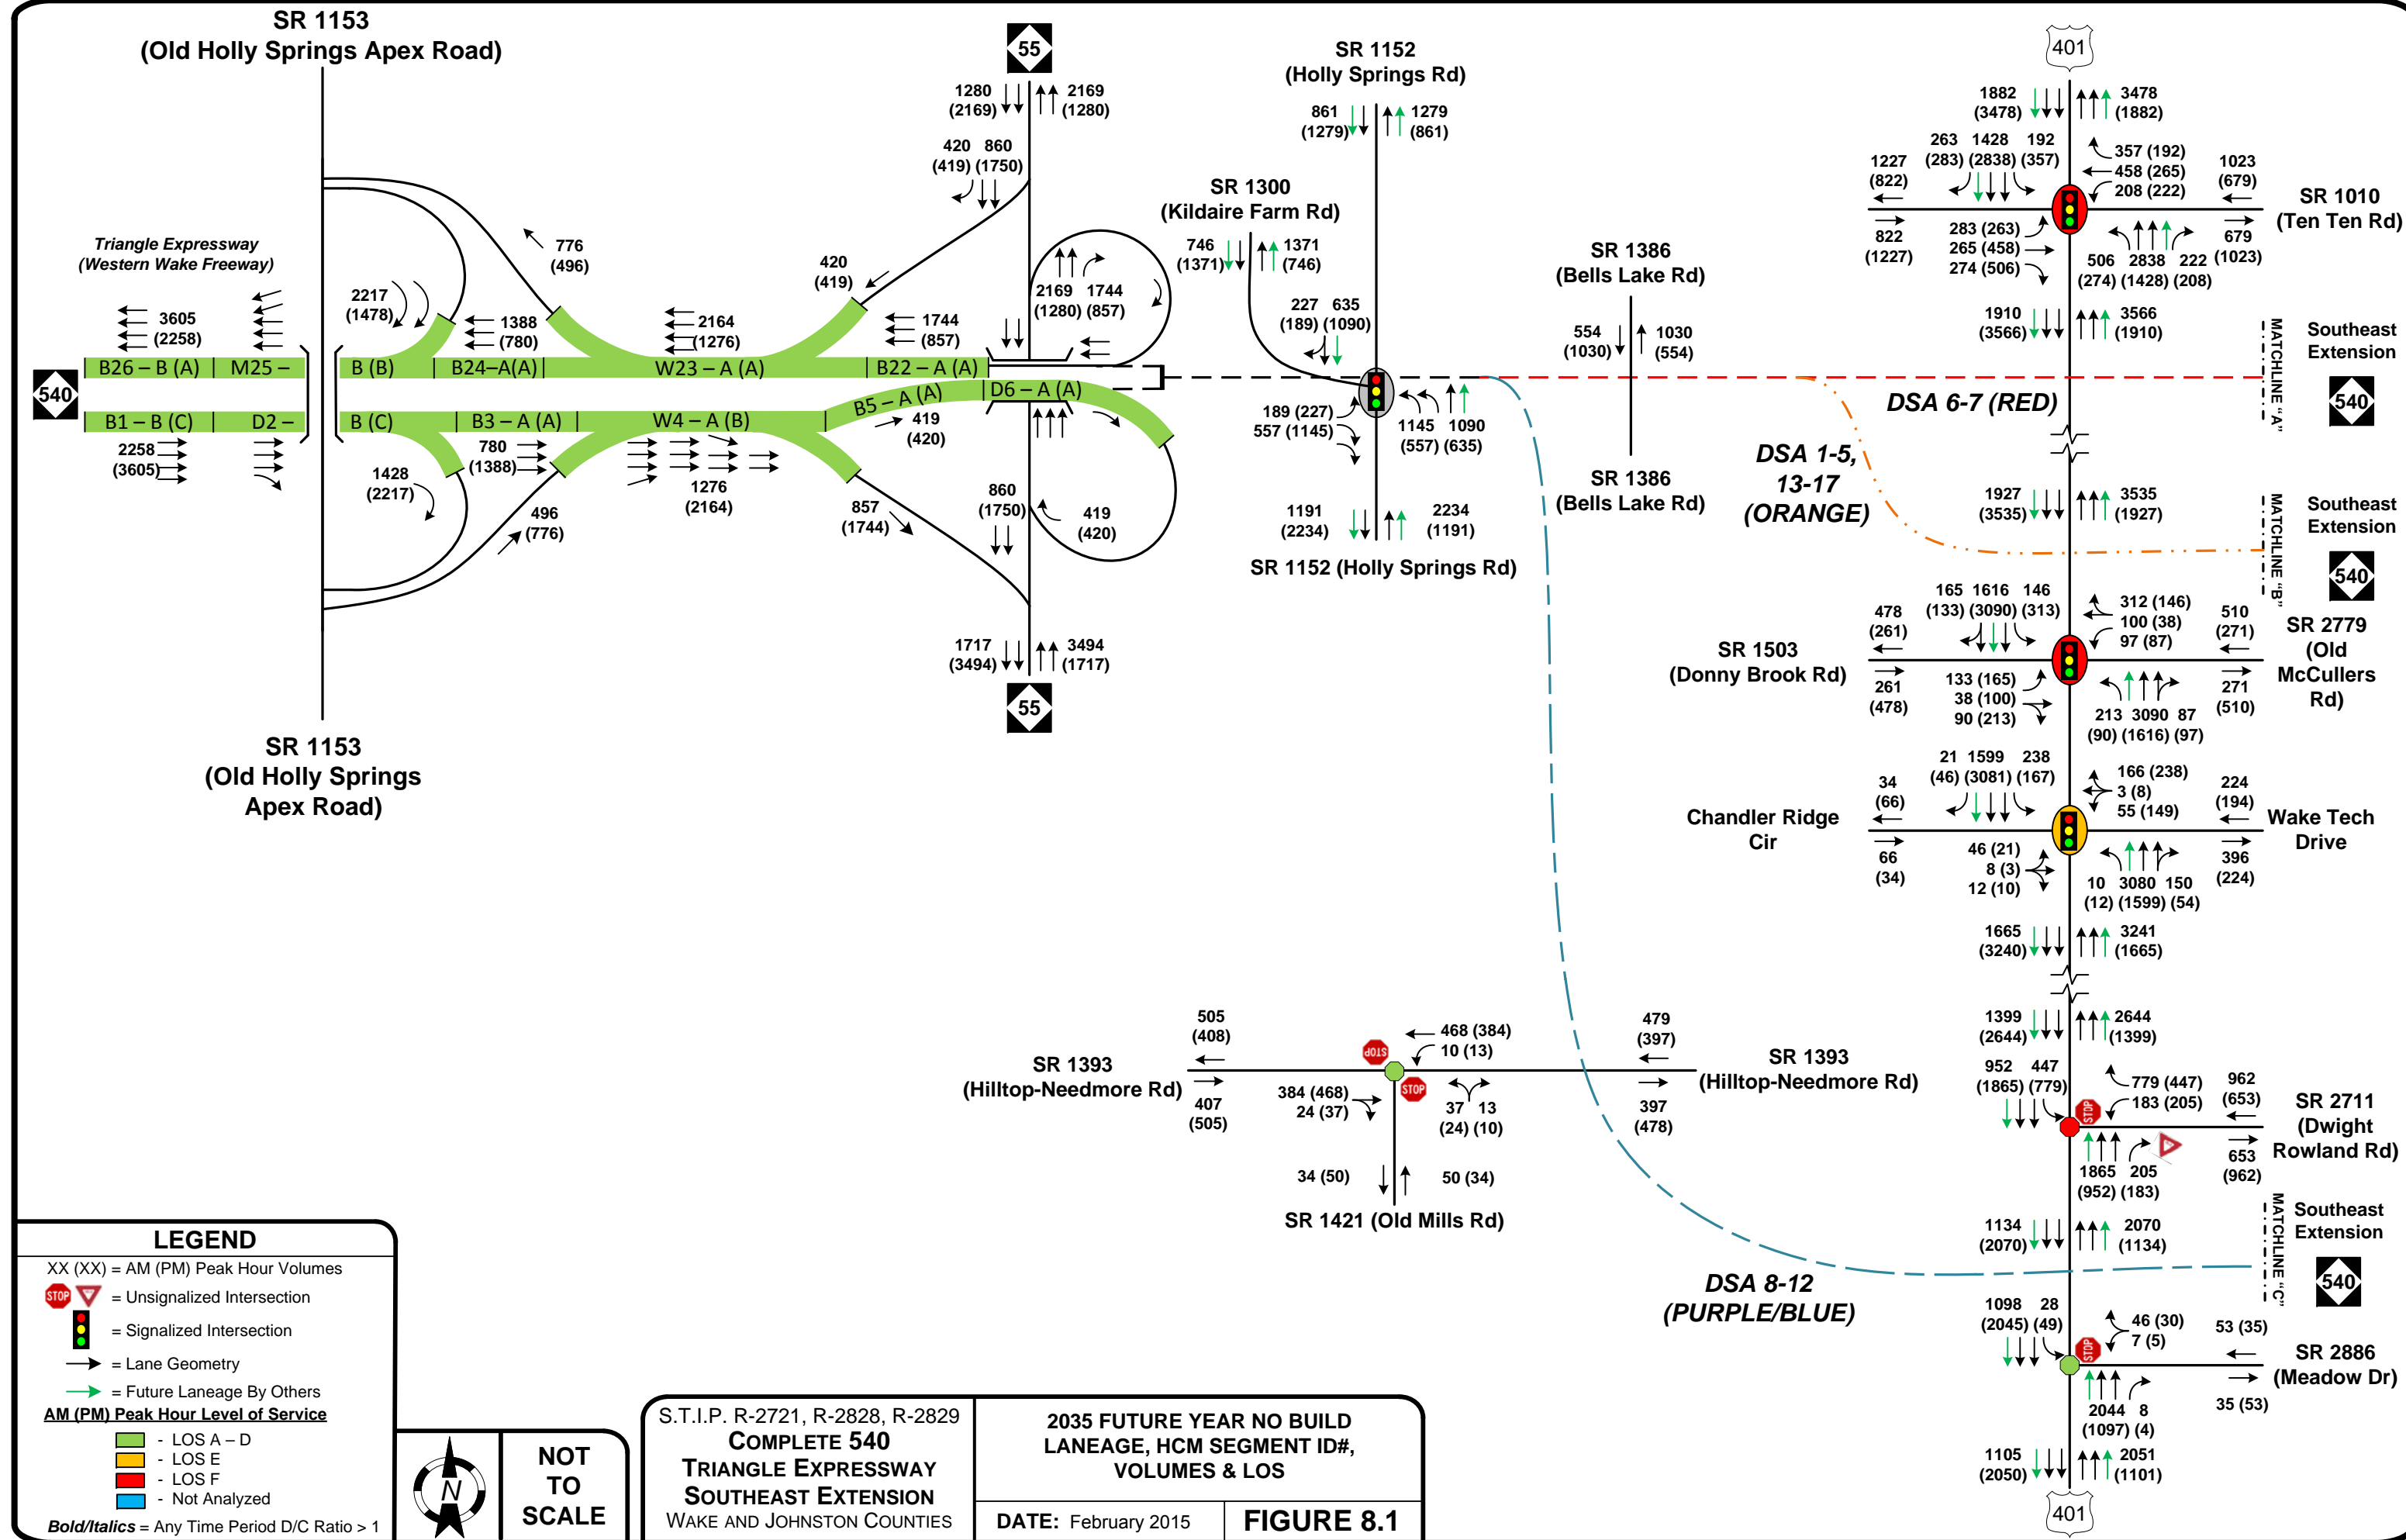 SR 1153
(Old Holly Springs Apex Road)
55
1280
(2169)
2169
(1280)
420 860
(419) (1750)
Triangle Expressway
(Western Wake Freeway)
776
(496)
420
(419)
2169 1744
(1280) (857)
3605
(2258)
2217
(1478)
1388
(780)
2164
(1276)
1744
(857)
B26 – B (A)
M25 –
B (B)
B24–A(A)
W23 – A (A)
B22 – A (A)
540
B1 – B (C)
D2 –
B (C)
B3 – A (A)
W4 – A (B)
B5 – A (A)
D6 – A (A)
2258
(3605)
1428
(2217)
780
(1388)
496
(776)
1276
(2164)
857
(1744)
419
(420)
860
(1750)
419
(420)
1717
(3494)
3494
(1717)
55
SR 1153
(Old Holly Springs
Apex Road)
SR 1152
(Holly Springs Rd)
861
(1279)
1279
(861)
SR 1300
(Kildaire Farm Rd)
746
(1371)
1371
(746)
227 635
(189) (1090)
189 (227)
557 (1145)
1145 1090
(557) (635)
1191
(2234)
2234
(1191)
SR 1152 (Holly Springs Rd)
SR 1386
(Bells Lake Rd)
554
(1030)
1030
(554)
SR 1386
(Bells Lake Rd)
DSA 6-7 (RED)
DSA 1-5,
13-17
(ORANGE)
DSA 8-12
(PURPLE/BLUE)
401
1882
(3478)
3478
(1882)
263 1428 192
(283) (2838) (357)
357 (192)
458 (265)
208 (222)
1227
(822)
1023
(679)
SR 1010
(Ten Ten Rd)
822
(1227)
283 (263)
265 (458)
274 (506)
506 2838 222
(274) (1428) (208)
679
(1023)
1910
(3566)
3566
(1910)
MATCHLINE "A"
Southeast
Extension
540
1927
(3535)
3535
(1927)
MATCHLINE "B"
Southeast
Extension
540
165 1616 146
(133) (3090) (313)
312 (146)
100 (38)
97 (87)
478
(261)
510
(271)
SR 1503
(Donny Brook Rd)
SR 2779
(Old
McCullers
Rd)
261
(478)
133 (165)
38 (100)
90 (213)
213 3090 87
(90) (1616) (97)
271
(510)
21 1599 238
(46) (3081) (167)
166 (238)
3 (8)
55 (149)
34
(66)
224
(194)
Chandler Ridge
Cir
Wake Tech
Drive
66
(34)
46 (21)
8 (3)
12 (10)
10 3080 150
(12) (1599) (54)
396
(224)
1665
(3240)
3241
(1665)
1399
(2644)
2644
(1399)
952 447
(1865) (779)
779 (447)
183 (205)
962
(653)
STOP
SR 2711
(Dwight
Rowland Rd)
1865 205
(952) (183)
653
(962)
1134
(2070)
2070
(1134)
MATCHLINE "C"
Southeast
Extension
540
1098 28
(2045) (49)
46 (30)
7 (5)
53 (35)
STOP
SR 2886
(Meadow Dr)
2044 8
(1097) (4)
35 (53)
1105
(2050)
2051
(1101)
401
505
(408)
468 (384)
10 (13)
479
(397)
STOP
SR 1393
(Hilltop-Needmore Rd)
STOP
SR 1393
(Hilltop-Needmore Rd)
407
(505)
384 (468)
24 (37)
37 13
(24) (10)
397
(478)
34 (50)
50 (34)
SR 1421 (Old Mills Rd)
LEGEND
XX (XX) = AM (PM) Peak Hour Volumes
STOP = Unsignalized Intersection
= Signalized Intersection
= Lane Geometry
= Future Laneage By Others
AM (PM) Peak Hour Level of Service
- LOS A – D
- LOS E
- LOS F
- Not Analyzed
Bold/Italics = Any Time Period D/C Ratio > 1
N
NOT
TO
SCALE
S.T.I.P. R-2721, R-2828, R-2829
COMPLETE 540
TRIANGLE EXPRESSWAY
SOUTHEAST EXTENSION
WAKE AND JOHNSTON COUNTIES
2035 FUTURE YEAR NO BUILD
LANEAGE, HCM SEGMENT ID#,
VOLUMES & LOS
DATE: February 2015
FIGURE 8.1